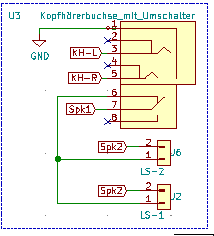 U3 Kopfhörerbuchse_mit_Umschalter
1
2
GND
KH-L 3
4
KH-R 5
6
Spk1 7
8
Spk2 2 J6
1
LS-2
Spk2 2 J2
1
LS-1